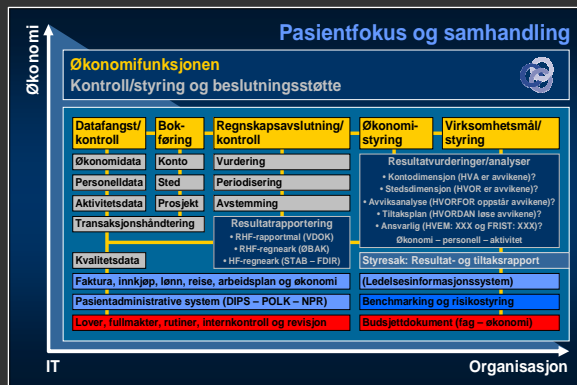 Pasientfokus og samhandling
Økonomi
Økonomifunksjonen
Kontroll/styring og beslutningsstøtte
Datafangst/
kontroll
Bok-
føring
Regnskapsavslutning/
kontroll
Økonomi-
styring
Virksomhetsmål/
styring
Økonomidata
Konto
Vurdering
Personelldata
Sted
Periodisering
Aktivitetsdata
Prosjekt
Avstemming
Transaksjonshåndtering
Kvalitetsdata
Resultatrapportering
• RHF-rapportmal (VDOK)
• RHF-regneark (ØBAK)
• HF-regneark (STAB – FDIR)
Resultatvurderinger/analyser
• Kontodimensjon (HVA er avvikene)?
• Stedsdimensjon (HVOR er avvikene)?
• Avviksanalyse (HVORFOR oppstår avvikene)?
• Tiltaksplan (HVORDAN løse avvikene)?
• Ansvarlig (HVEM: XXX og FRIST: XXX)?
Økonomi – personell – aktivitet
Styresak: Resultat- og tiltaksrapport
Faktura, innkjøp, lønn, reise, arbeidsplan og økonomi
(Ledelsesinformasjonssystem)
Pasientadministrative system (DIPS – POLK – NPR)
Benchmarking og risikostyring
Lover, fullmakter, rutiner, internkontroll og revisjon
Budsjettdokument (fag – økonomi)
IT
Organisasjon